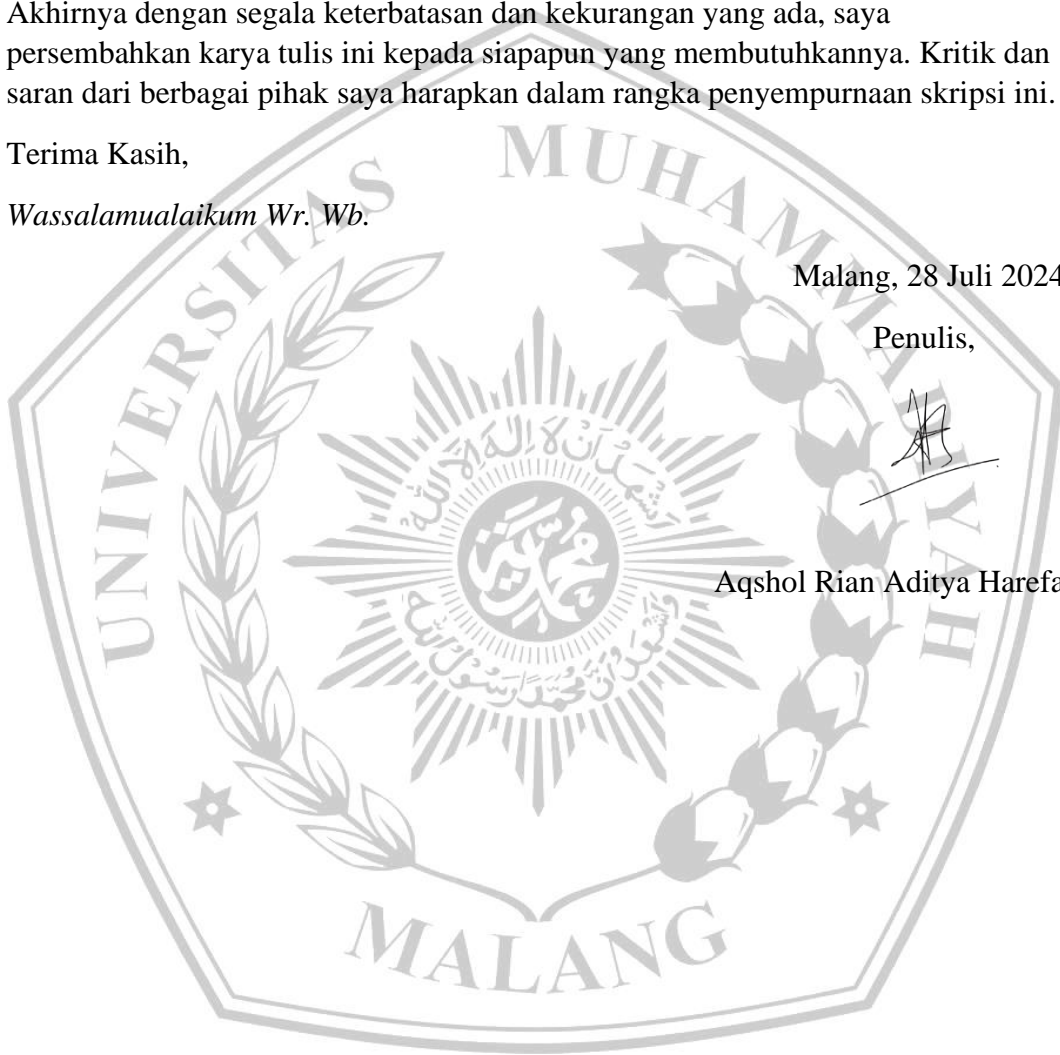 Akhirnya dengan segala keterbatasan dan kekurangan yang ada, saya
persembahkan karya tulis ini kepada siapapun yang membutuhkannya. Kritik dan
saran dari berbagai pihak saya harapkan dalam rangka penyempurnaan skripsi ini.
Terima Kasih,
Wassalamualaikum Wr. Wb.
Malang, 28 Juli 2024
Penulis,
Aqshol Rian Aditya Harefa
UNIVERSITAS MUHAMMADIYAH
MALANG